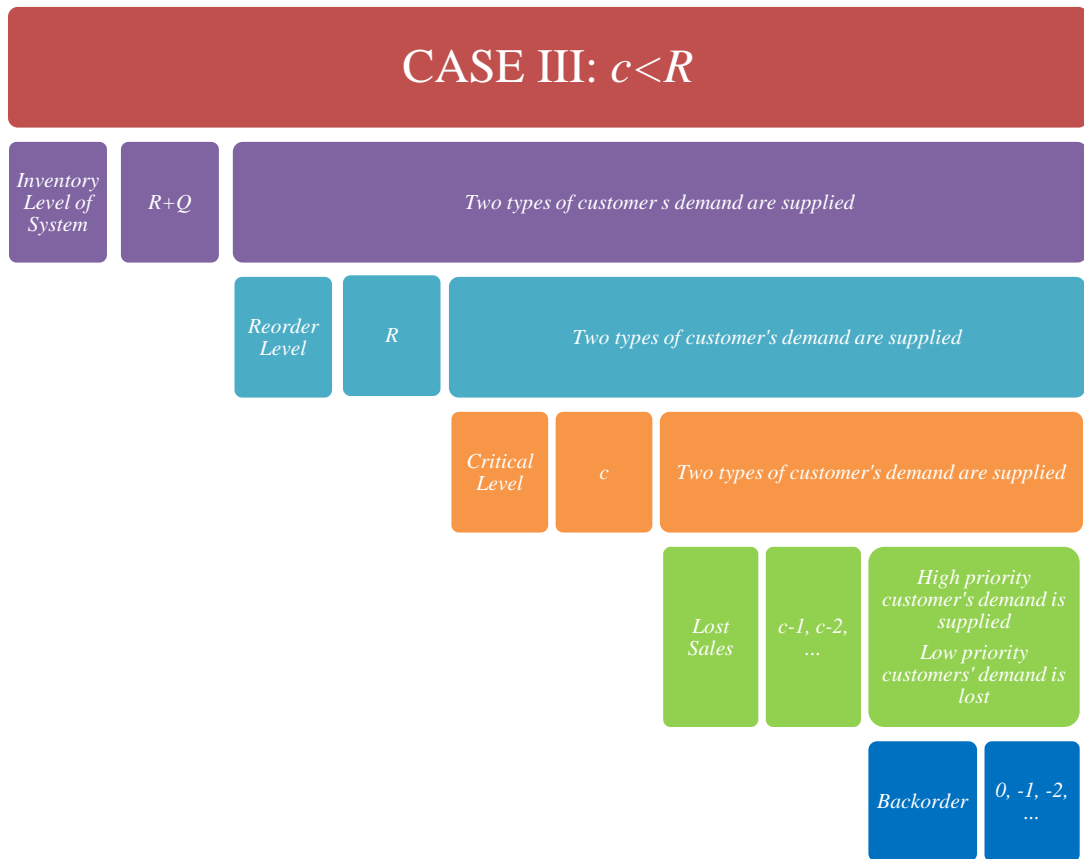 CASE III: c<R
Inventory
Level of
System
R+Q
Two types of customer s demand are supplied
Reorder
Level
R
Two types of customer's demand are supplied
Critical
Level
c
Two types of customer's demand are supplied
Lost
Sales
c-1, c-2,
...
High priority
customer's demand is
supplied
Low priority
customers' demand is
lost
Backorder
0, -1, -2,
...